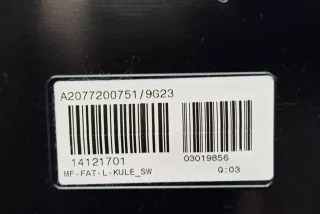 A2077200751/9G23
14121701
03019856
MF-FAT-L-KULE_SW
Q:03